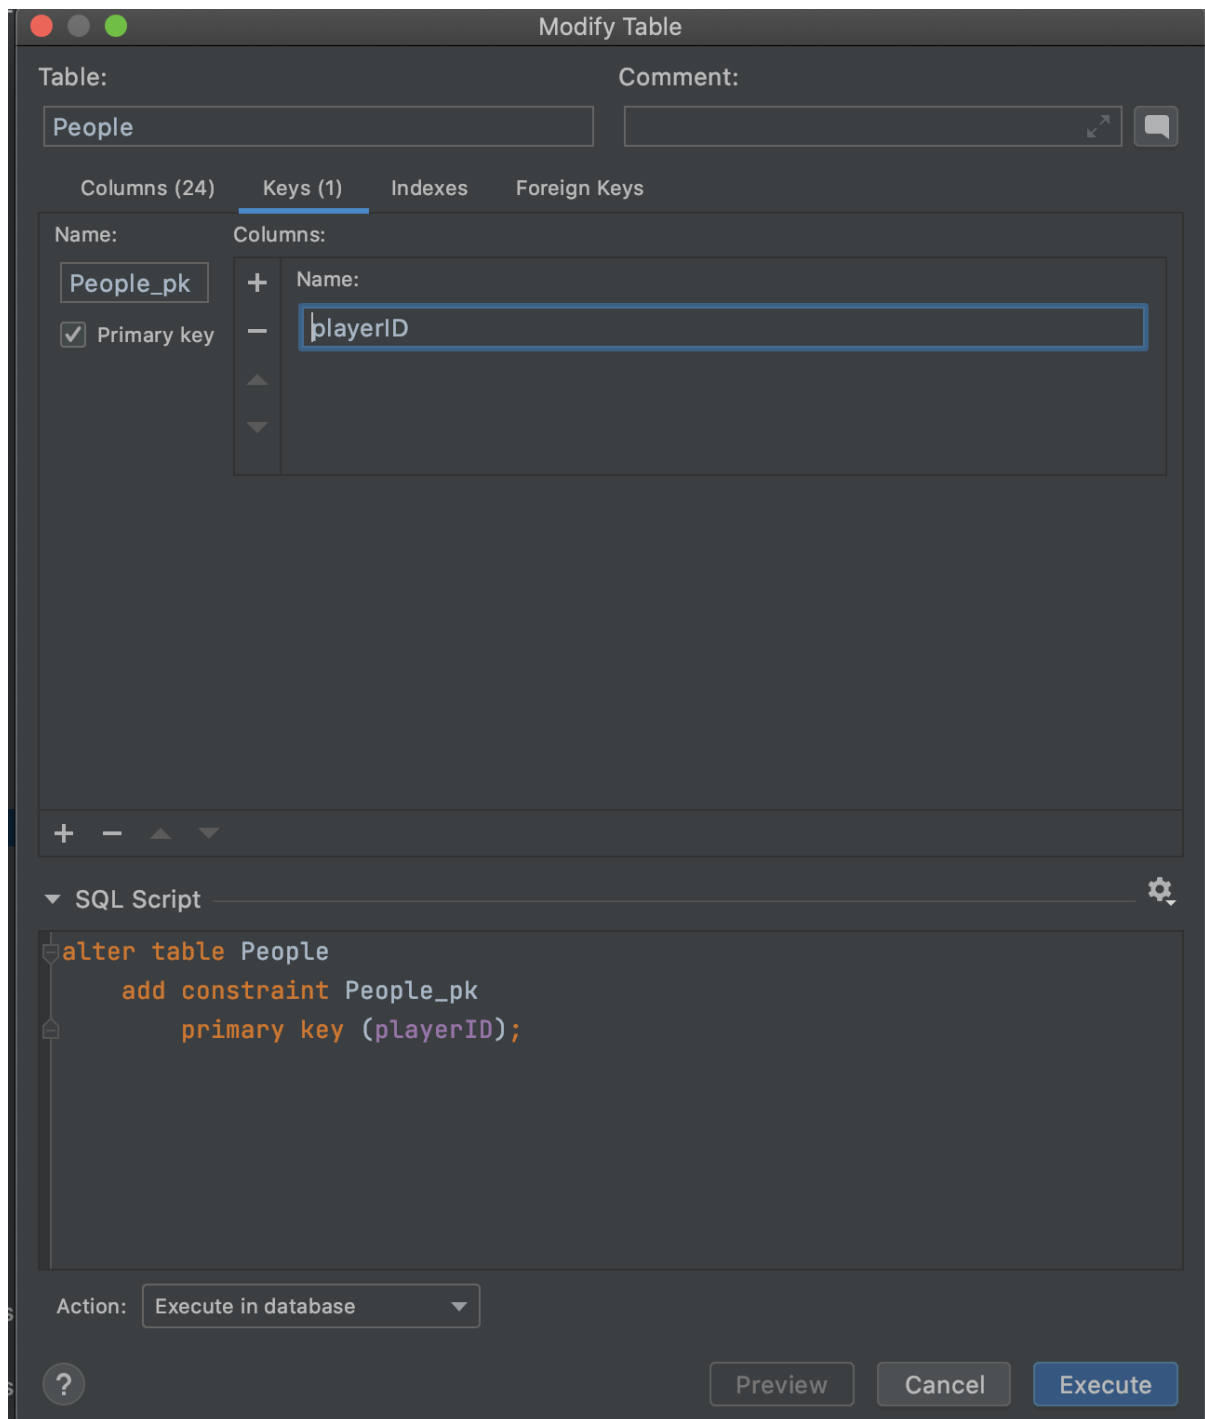 Modify Table
Table:
Comment:
People
Columns (24)
Keys (1)
Indexes
Foreign Keys
Name:
Columns:
People_pk
Name:
playerID
Primary key
SQL Script
alter table People
add constraint People_pk
primary key (playerID);
Action:
Execute in database
?
Preview
Cancel
Execute